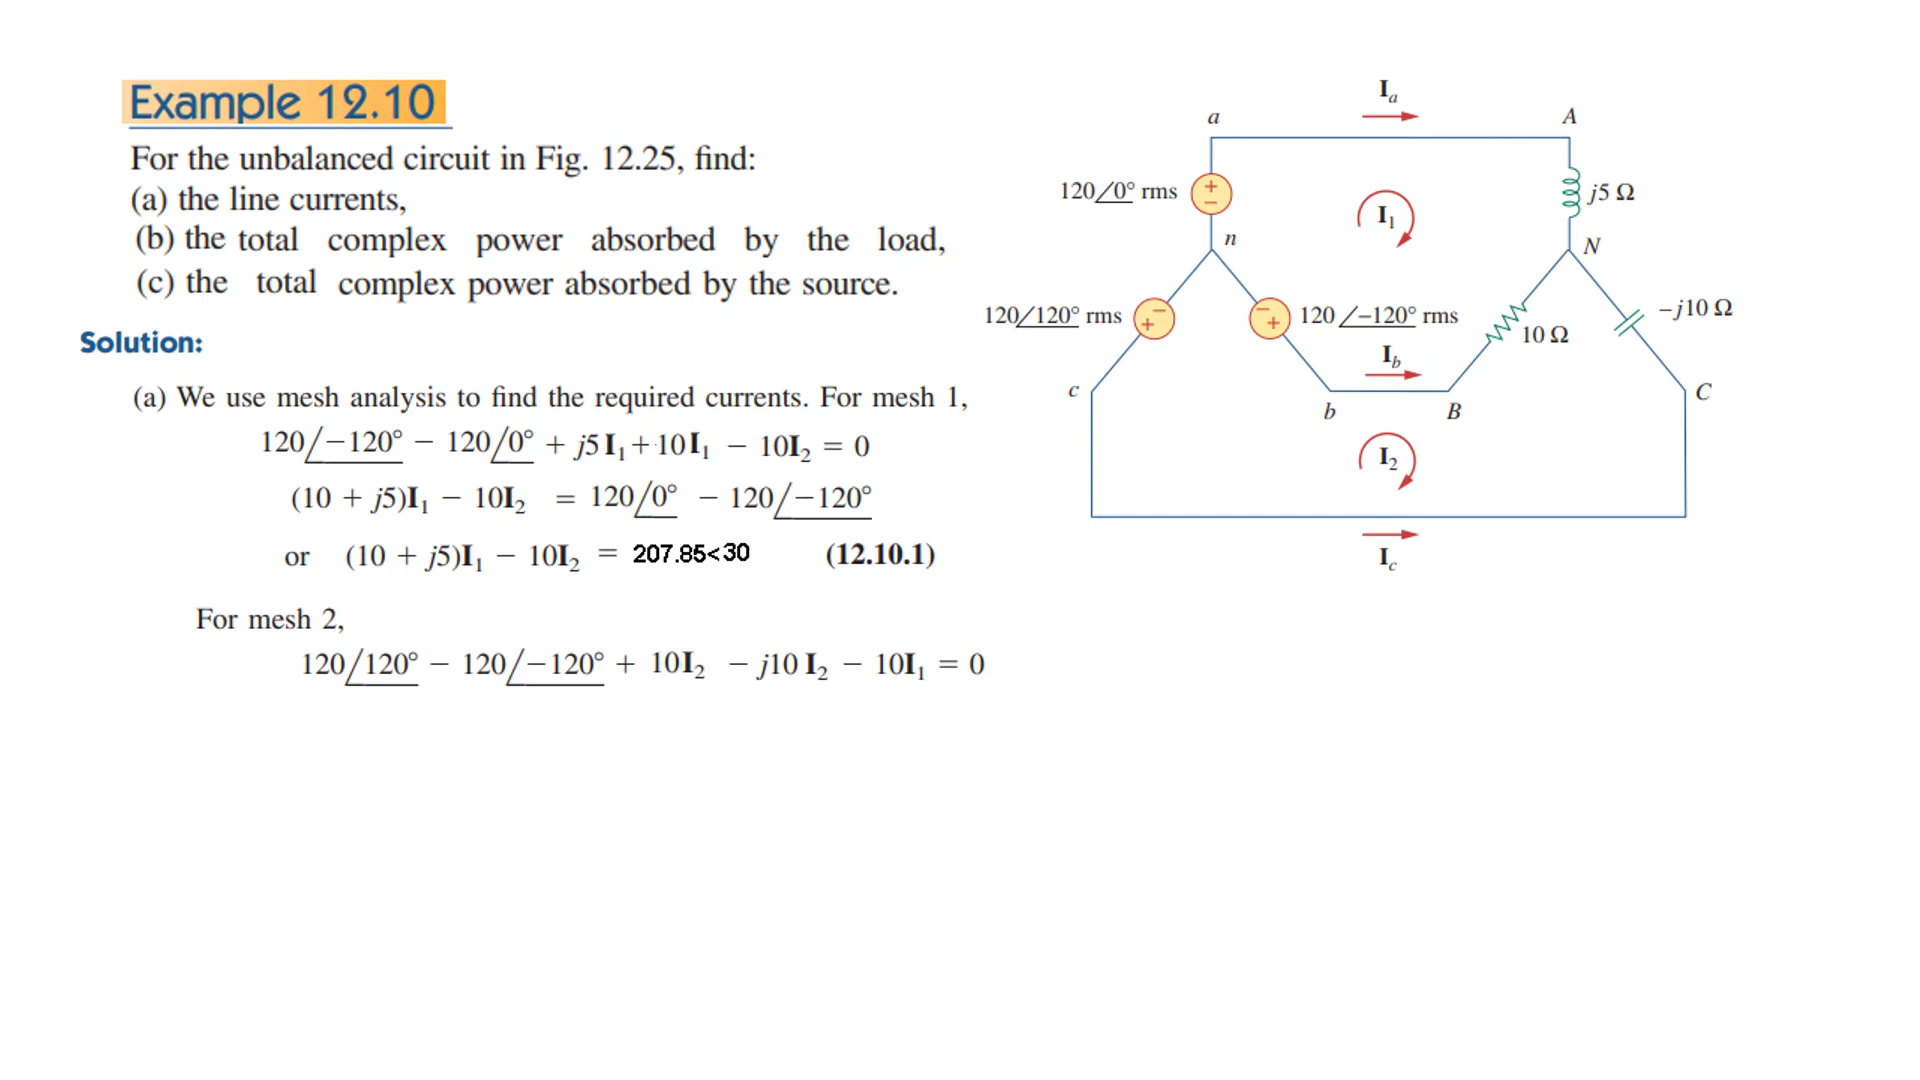 Example 12.10
For the unbalanced circuit in Fig. 12.25, find:
(a) the line currents,
(b) the total complex power absorbed by the load,
(c) the total complex power absorbed by the source.
Solution:
(a) We use mesh analysis to find the required currents. For mesh 1,
120∠−120° − 120∠0° + j5 I₁ + 10 I₁ − 10I₂ = 0
(10 + j5)I₁ − 10I₂ = 120∠0° − 120∠−120°
or (10 + j5)I₁ − 10I₂ = 207.85<30 (12.10.1)
For mesh 2,
120∠120° − 120∠−120° + 10I₂ − j10 I₂ − 10I₁ = 0
Iₐ
a
A
120∠0° rms
+
−
I₁
j5 Ω
n
N
120∠120° rms
−
+
−
+
120∠−120° rms
10 Ω
−j10 Ω
I_b
c
b
B
C
I₂
I_c